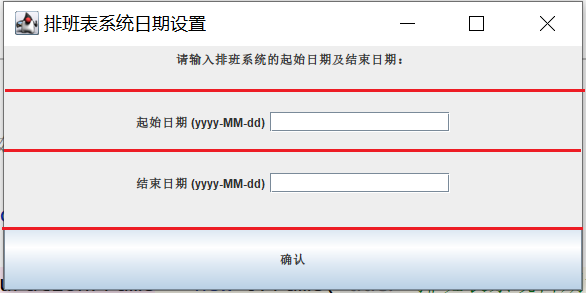 排班表系统日期设置
请输入排班系统的起始日期及结束日期：
起始日期 (yyyy-MM-dd)
结束日期 (yyyy-MM-dd)
确认